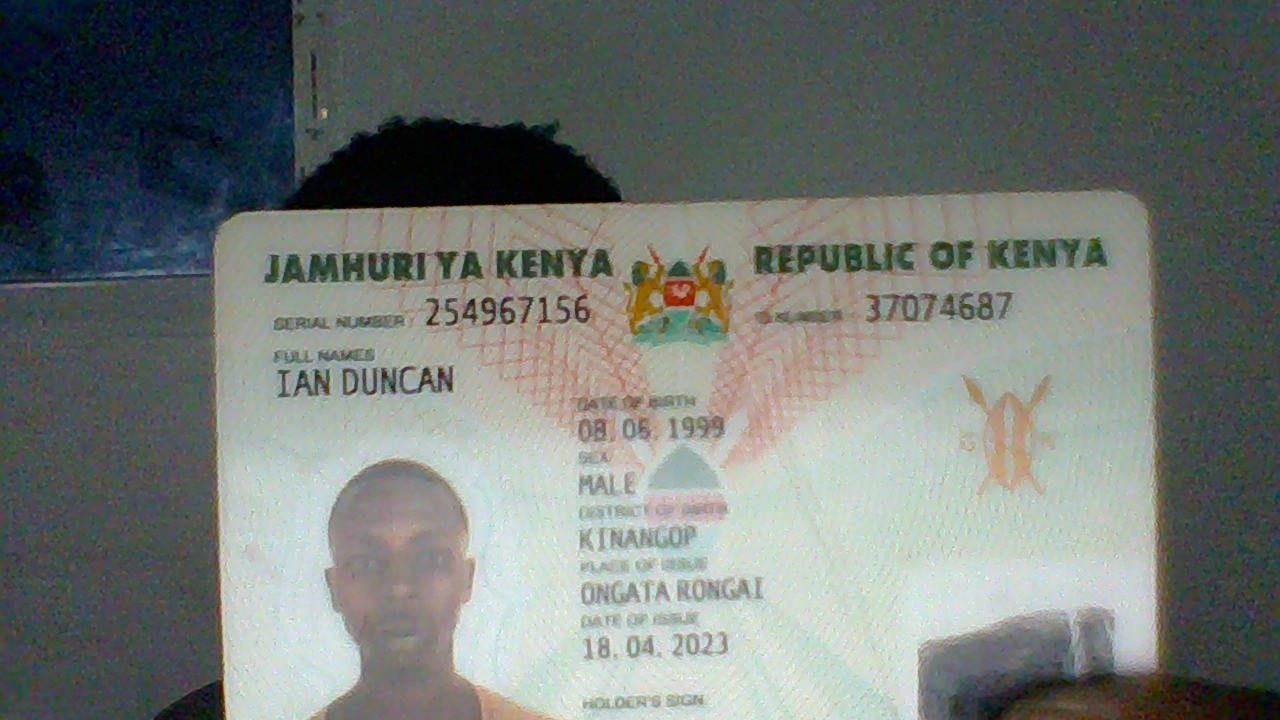 JAMHURI YA KENYA REPUBLIC OF KENYA
SERIAL NUMBER: 254967156 ID NUMBER: 37074687
FULL NAMES
IAN DUNCAN
DATE OF BIRTH
08. 06. 1999
SEX
MALE
DISTRICT OF BIRTH
KINANGOP
PLACE OF ISSUE
ONGATA RONGAI
DATE OF ISSUE
18. 04. 2023
HOLDER'S SIGN